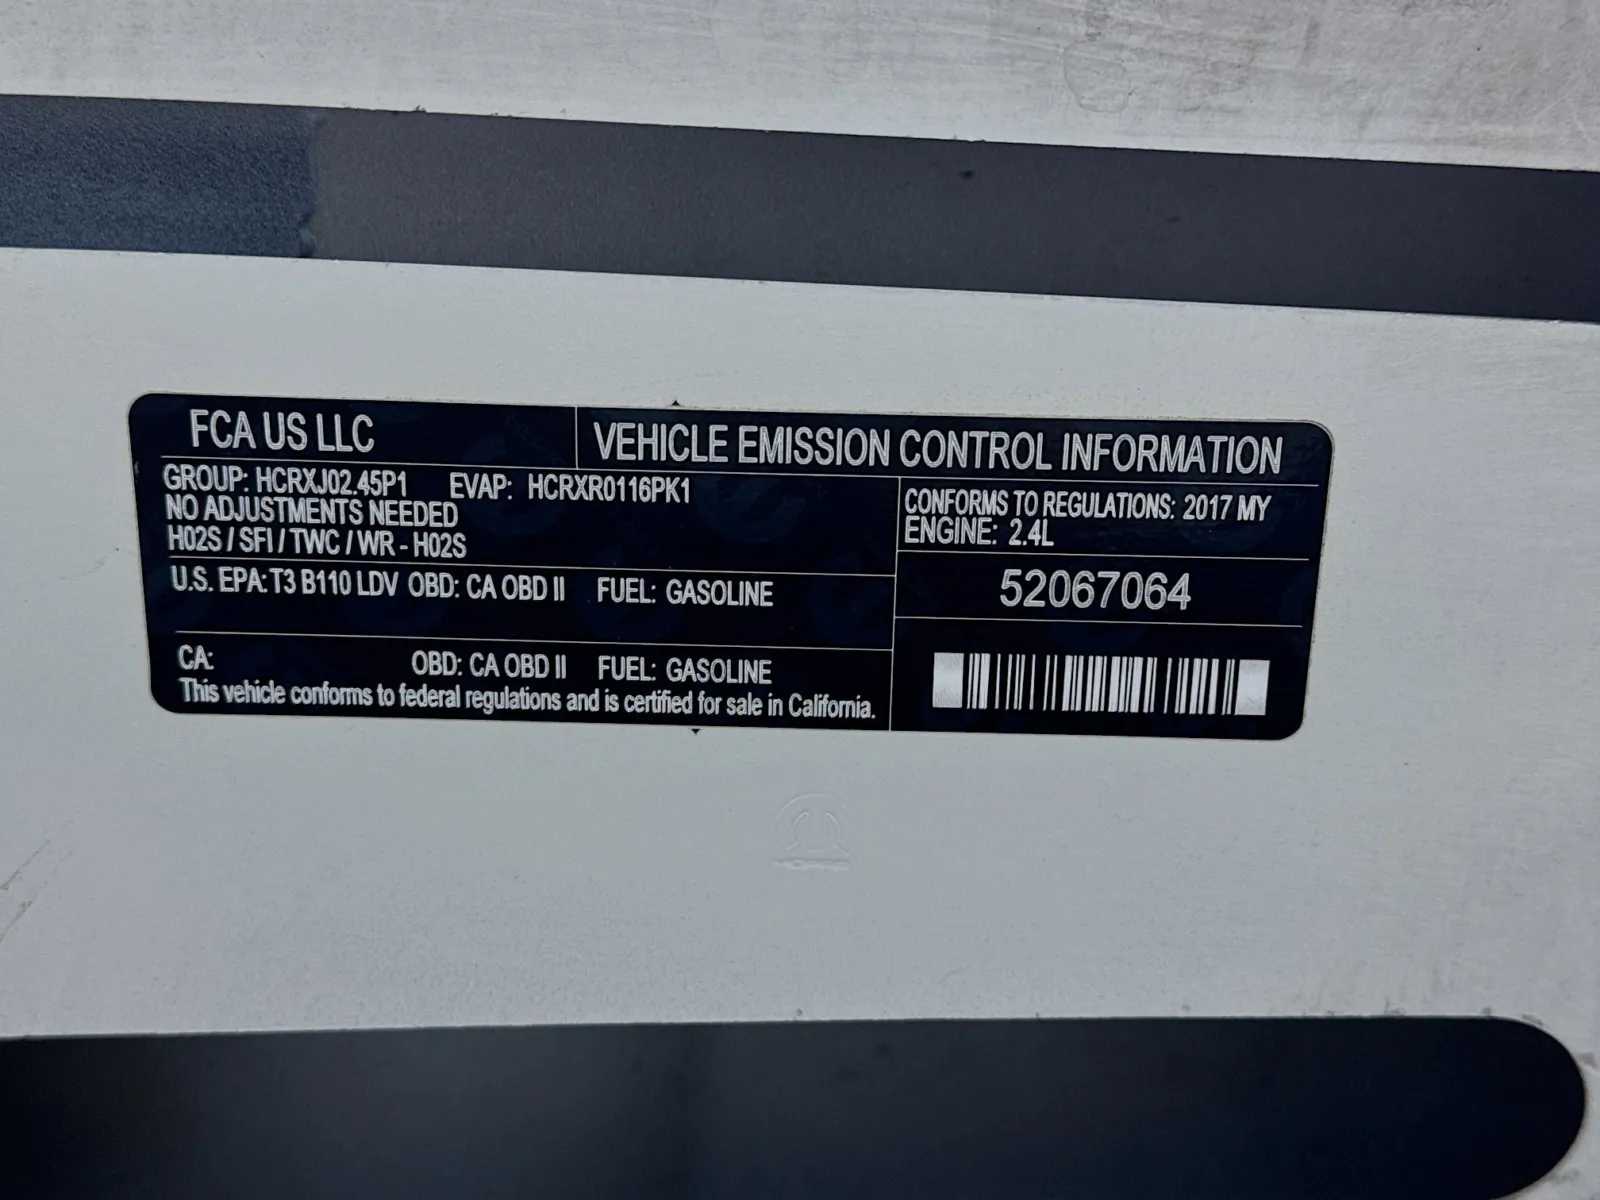 FCA US LLC
VEHICLE EMISSION CONTROL INFORMATION
GROUP: HCRXJ02.45P1 EVAP: HCRXR0116PK1
NO ADJUSTMENTS NEEDED
H02S / SFI / TWC / WR - H02S
CONFORMS TO REGULATIONS: 2017 MY
ENGINE: 2.4L
U.S. EPA: T3 B110 LDV OBD: CA OBD II FUEL: GASOLINE
52067064
CA: OBD: CA OBD II FUEL: GASOLINE
This vehicle conforms to federal regulations and is certified for sale in California.